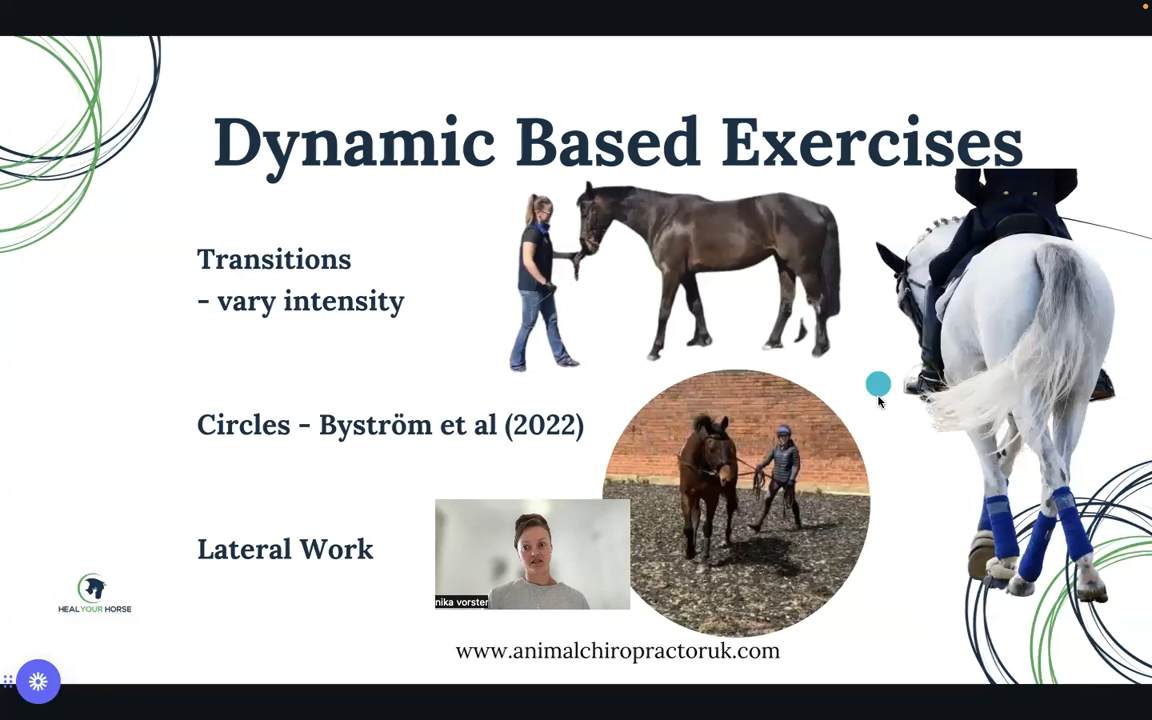 Dynamic Based Exercises
Transitions
- vary intensity
Circles - Byström et al (2022)
Lateral Work
nika vorster
HEAL YOUR HORSE
www.animalchiropractoruk.com